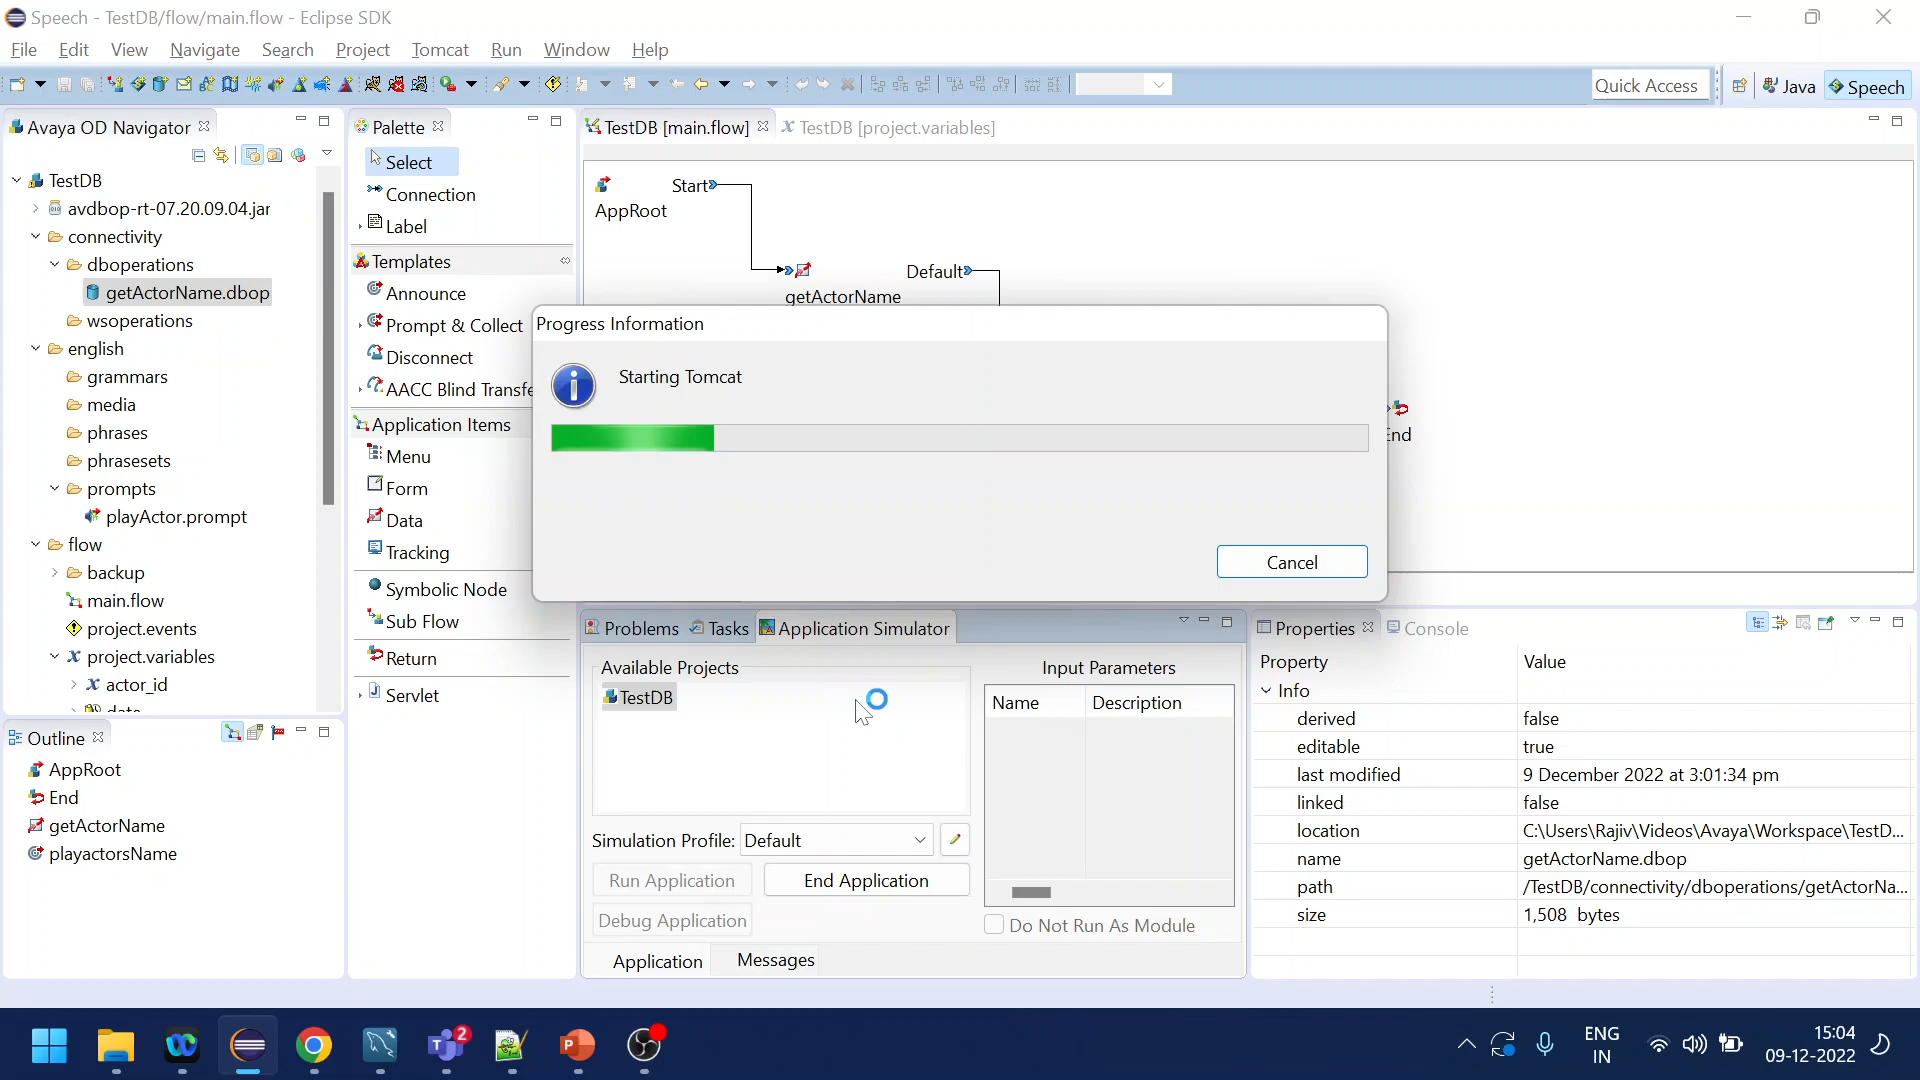 Speech - TestDB/flow/main.flow - Eclipse SDK
File Edit View Navigate Search Project Tomcat Run Window Help
Quick Access Java Speech
Avaya OD Navigator
TestDB
avdbop-rt-07.20.09.04.jar
connectivity
dboperations
getActorName.dbop
wsoperations
english
grammars
media
phrases
phrasesets
prompts
playActor.prompt
flow
backup
main.flow
project.events
project.variables
actor_id
Outline
AppRoot
End
getActorName
playactorsName
Palette
Select
Connection
Label
Templates
Announce
Prompt & Collect
Disconnect
AACC Blind Transfe
Application Items
Menu
Form
Data
Tracking
Symbolic Node
Sub Flow
Return
Servlet
TestDB [main.flow] TestDB [project.variables]
Start
AppRoot
Default
getActorName
End
Progress Information
Starting Tomcat
Cancel
Problems Tasks Application Simulator
Available Projects
TestDB
Simulation Profile: Default
Run Application End Application
Debug Application
Application Messages
Input Parameters
Name Description
Do Not Run As Module
Properties Console
Property Value
Info
derived false
editable true
last modified 9 December 2022 at 3:01:34 pm
linked false
location C:\Users\Rajiv\Videos\Avaya\Workspace\TestD...
name getActorName.dbop
path /TestDB/connectivity/dboperations/getActorNa...
size 1,508 bytes
2
ENG
IN
15:04
09-12-2022